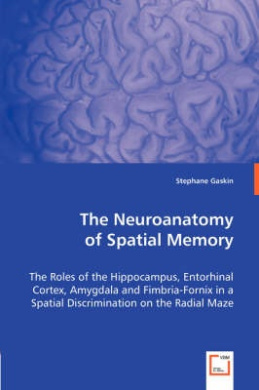 Stephane Gaskin
The Neuroanatomy
of Spatial Memory
The Roles of the Hippocampus, Entorhinal
Cortex, Amygdala and Fimbria-Fornix in a
Spatial Discrimination on the Radial Maze
VDM